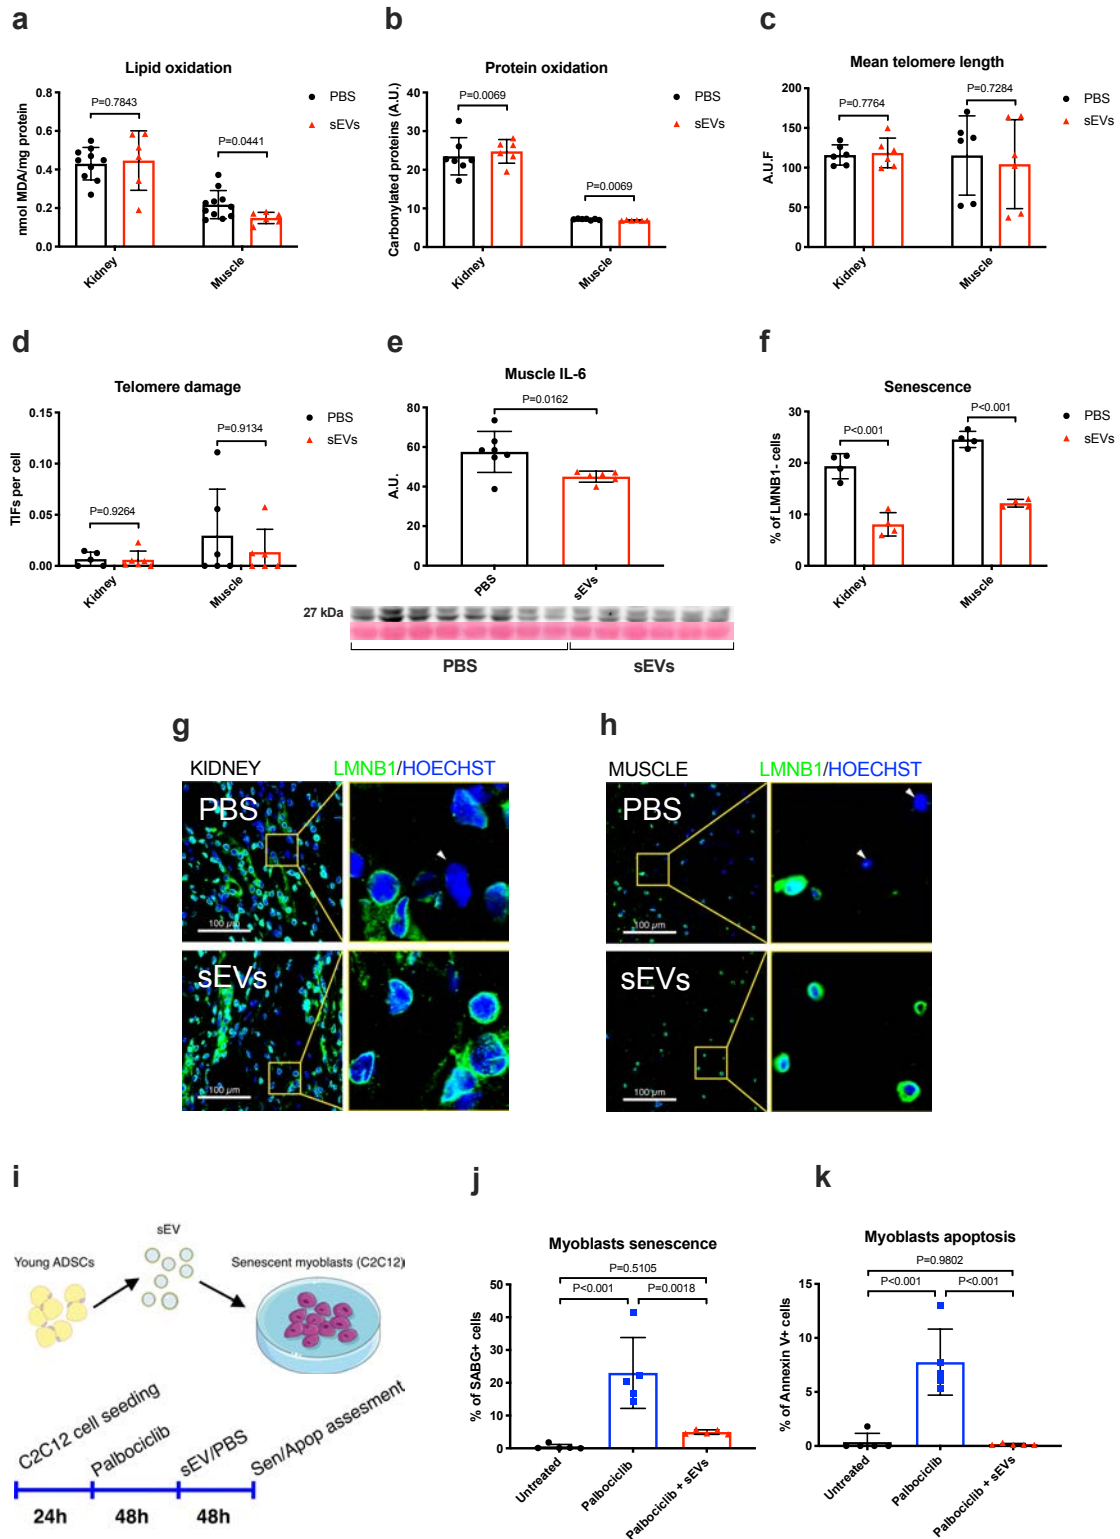 a
Lipid oxidation
PBS
sEVs
P=0.7843
P=0.0441
nmol MDA/mg protein
0.8
0.6
0.4
0.2
0.0
Kidney
Muscle
b
Protein oxidation
PBS
sEVs
P=0.0069
P=0.0069
Carbonylated proteins (A.U.)
40
30
20
10
0
Kidney
Muscle
c
Mean telomere length
PBS
sEVs
P=0.7764
P=0.7284
A.U.F
200
150
100
50
0
Kidney
Muscle
d
Telomere damage
PBS
sEVs
P=0.9264
P=0.9134
TIFs per cell
0.15
0.10
0.05
0.00
Kidney
Muscle
e
Muscle IL-6
P=0.0162
A.U.
80
60
40
20
0
PBS
sEVs
27 kDa
PBS
sEVs
f
Senescence
PBS
sEVs
P<0.001
P<0.001
% of LMNB1- cells
30
20
10
0
Kidney
Muscle
g
KIDNEY
LMNB1/HOECHST
PBS
100 µm
sEVs
100 µm
h
MUSCLE
LMNB1/HOECHST
PBS
100 µm
sEVs
100 µm
i
sEV
Young ADSCs
Senescent myoblasts (C2C12)
C2C12 cell seeding
Palbociclib
sEV/PBS
Sen/Apop assesment
24h
48h
48h
j
Myoblasts senescence
P=0.5105
P<0.001
P=0.0018
% of SABG+ cells
50
40
30
20
10
0
Untreated
Palbociclib
Palbociclib + sEVs
k
Myoblasts apoptosis
P=0.9802
P<0.001
P<0.001
% of Annexin V+ cells
15
10
5
0
Untreated
Palbociclib
Palbociclib + sEVs